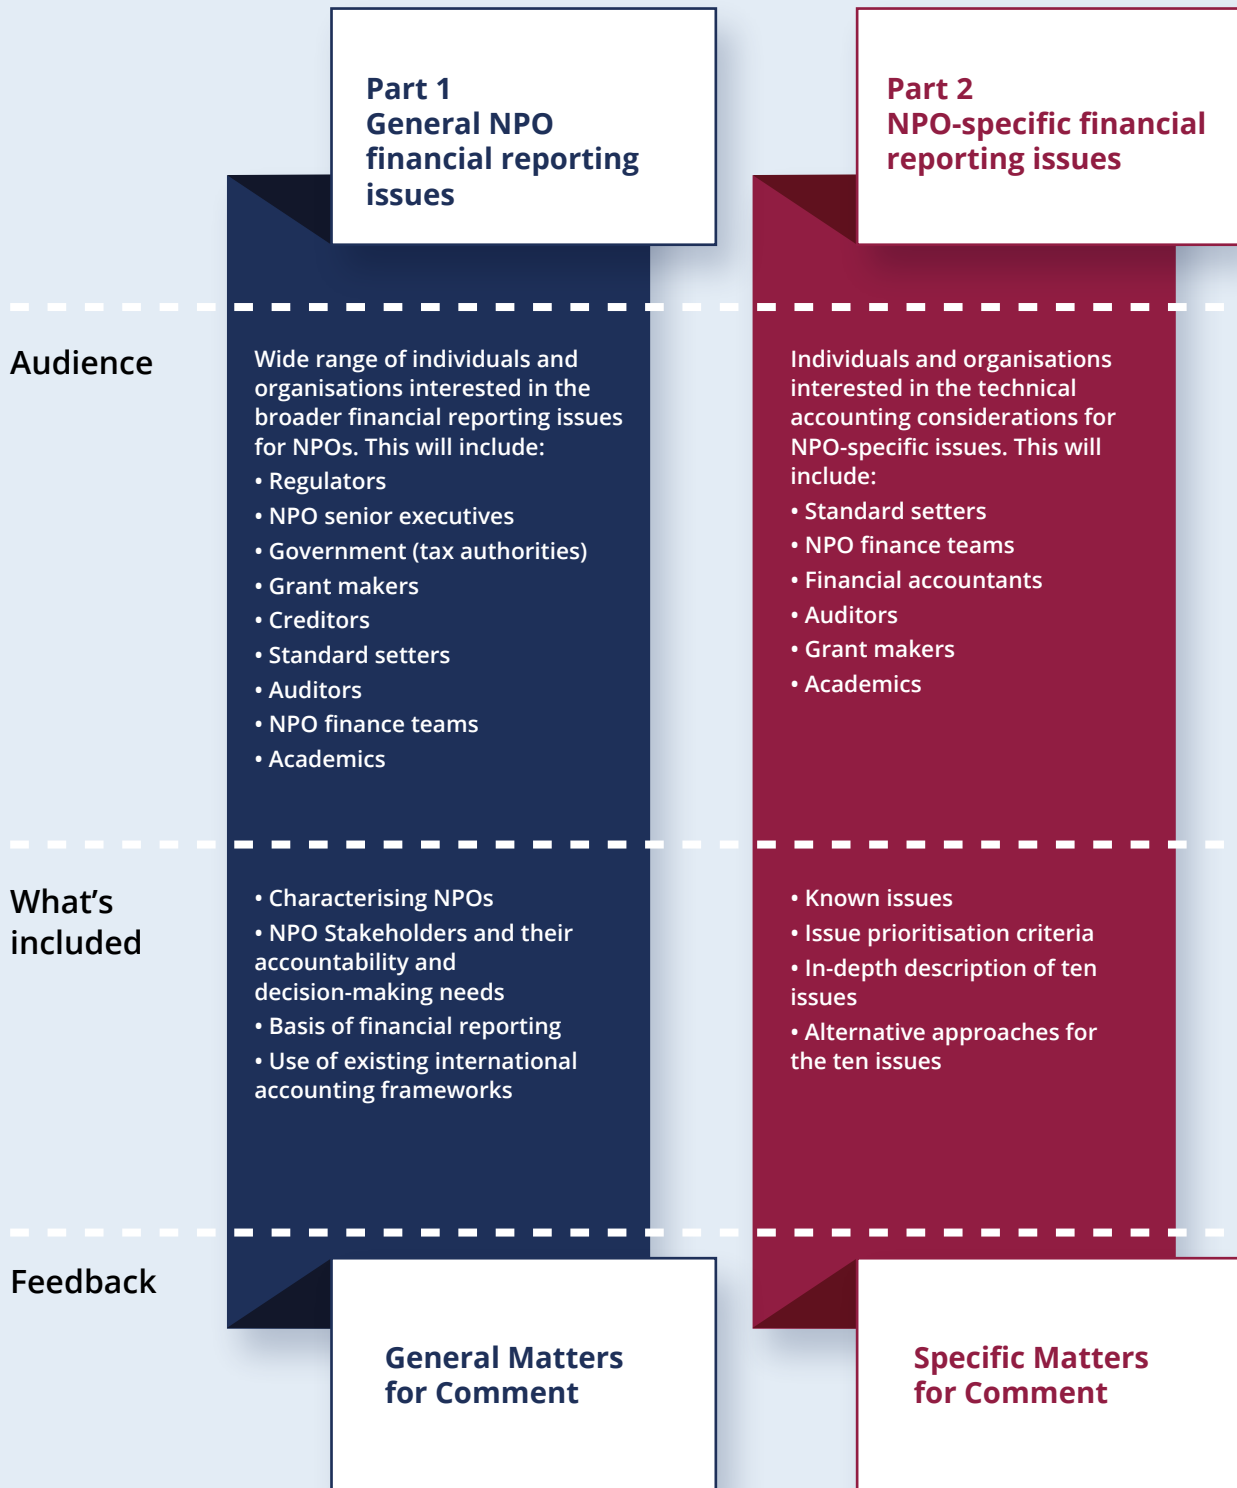 Part 1
General NPO
financial reporting
issues
Part 2
NPO-specific financial
reporting issues
Audience
Wide range of individuals and
organisations interested in the
broader financial reporting issues
for NPOs. This will include:
• Regulators
• NPO senior executives
• Government (tax authorities)
• Grant makers
• Creditors
• Standard setters
• Auditors
• NPO finance teams
• Academics
Individuals and organisations
interested in the technical
accounting considerations for
NPO-specific issues. This will
include:
• Standard setters
• NPO finance teams
• Financial accountants
• Auditors
• Grant makers
• Academics
What's
included
• Characterising NPOs
• NPO Stakeholders and their
accountability and
decision-making needs
• Basis of financial reporting
• Use of existing international
accounting frameworks
• Known issues
• Issue prioritisation criteria
• In-depth description of ten
issues
• Alternative approaches for
the ten issues
Feedback
General Matters
for Comment
Specific Matters
for Comment